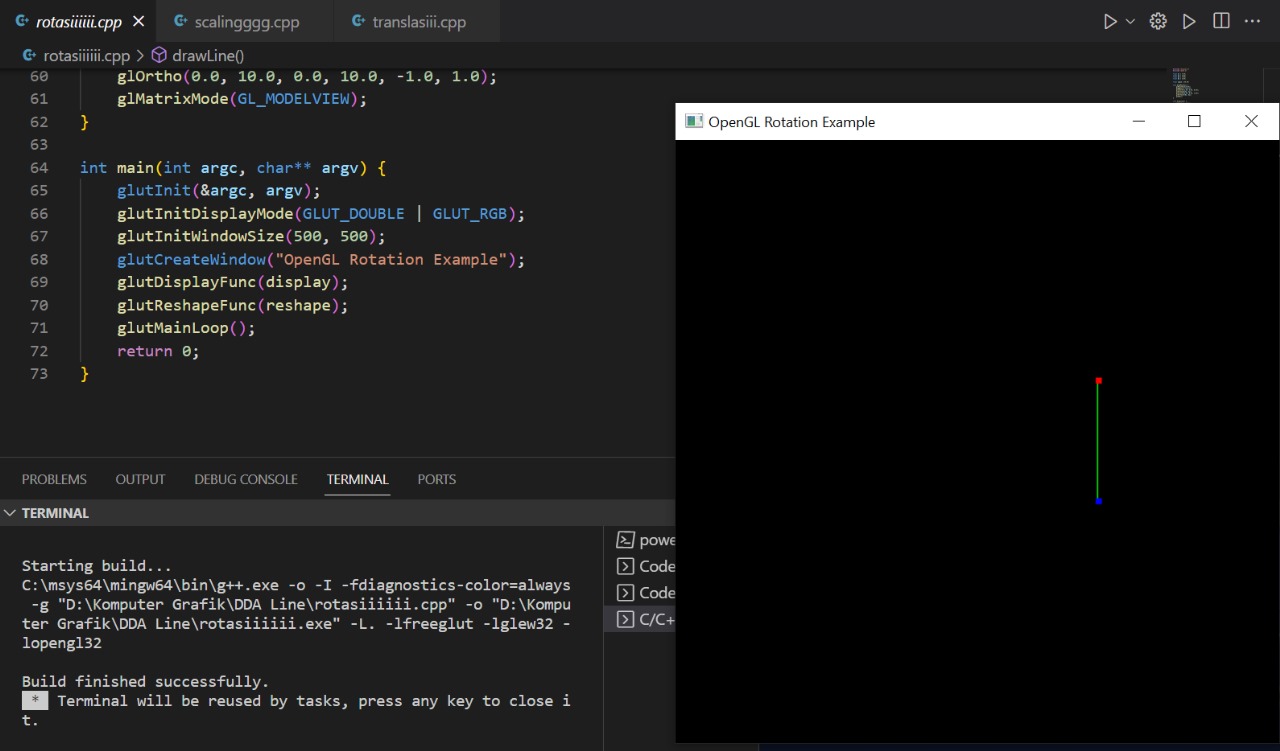 rotasiiiiii.cpp
scalingggg.cpp
translasiii.cpp
rotasiiiiii.cpp > drawLine()
60 glOrtho(0.0, 10.0, 0.0, 10.0, -1.0, 1.0);
61 glMatrixMode(GL_MODELVIEW);
62 }
63
64 int main(int argc, char** argv) {
65 glutInit(&argc, argv);
66 glutInitDisplayMode(GLUT_DOUBLE | GLUT_RGB);
67 glutInitWindowSize(500, 500);
68 glutCreateWindow("OpenGL Rotation Example");
69 glutDisplayFunc(display);
70 glutReshapeFunc(reshape);
71 glutMainLoop();
72 return 0;
73 }
OpenGL Rotation Example
PROBLEMS OUTPUT DEBUG CONSOLE TERMINAL PORTS
TERMINAL
Starting build...
C:\msys64\mingw64\bin\g++.exe -o -I -fdiagnostics-color=always
-g "D:\Komputer Grafik\DDA Line\rotasiiiiii.cpp" -o "D:\Kompu
ter Grafik\DDA Line\rotasiiiiii.exe" -L. -lfreeglut -lglew32 -
lopengl32
Build finished successfully.
* Terminal will be reused by tasks, press any key to close i
t.
powe
Code
Code
C/C+